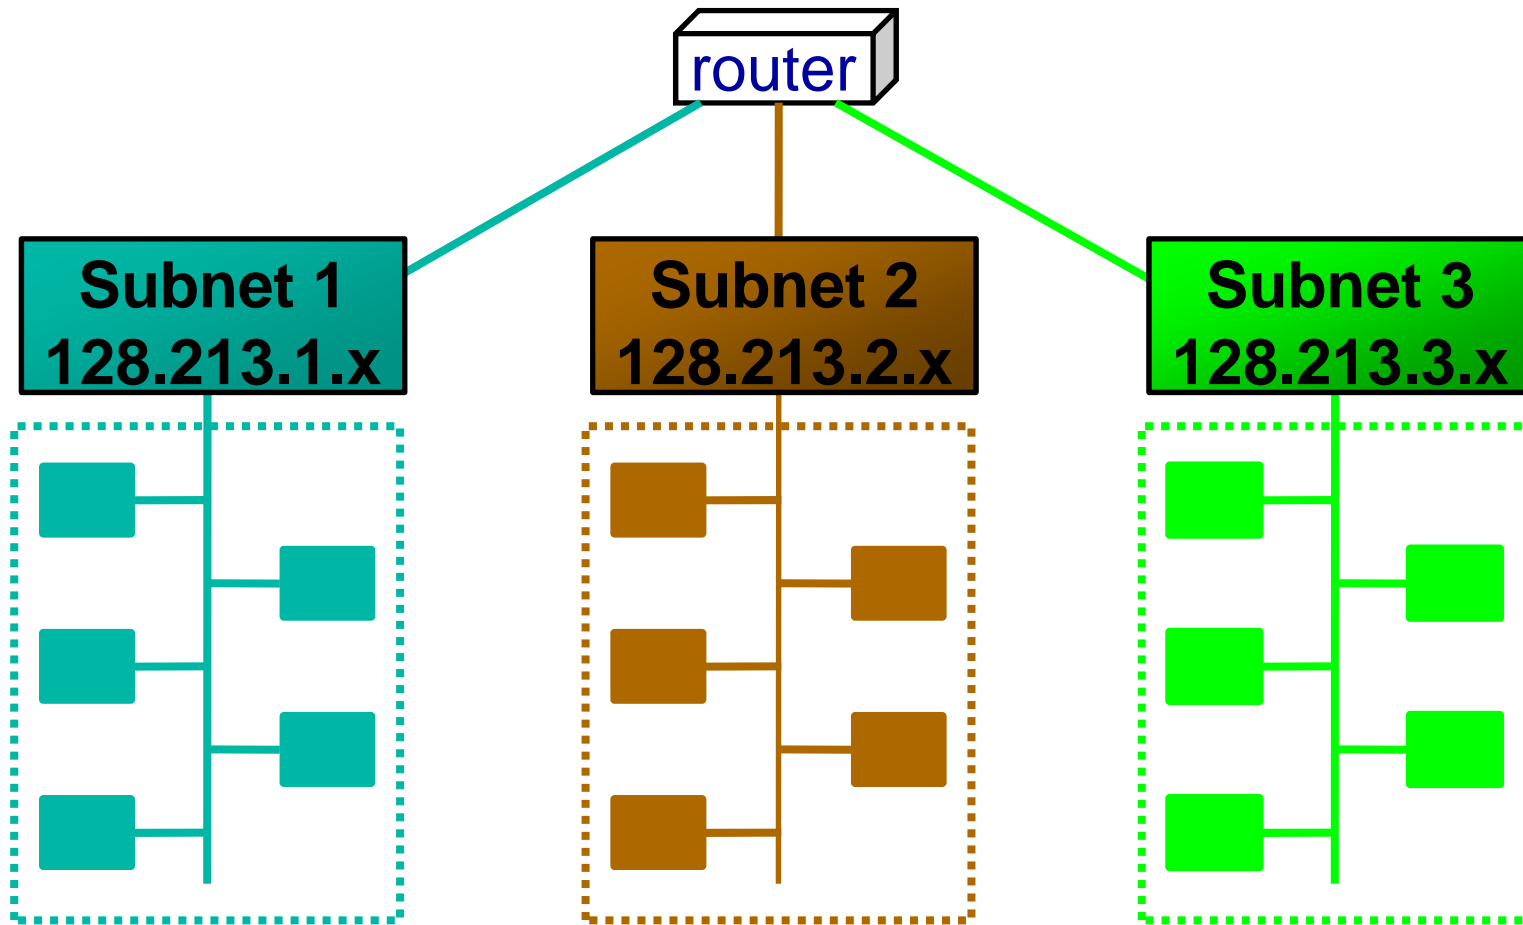 router
Subnet 1
128.213.1.x
Subnet 2
128.213.2.x
Subnet 3
128.213.3.x